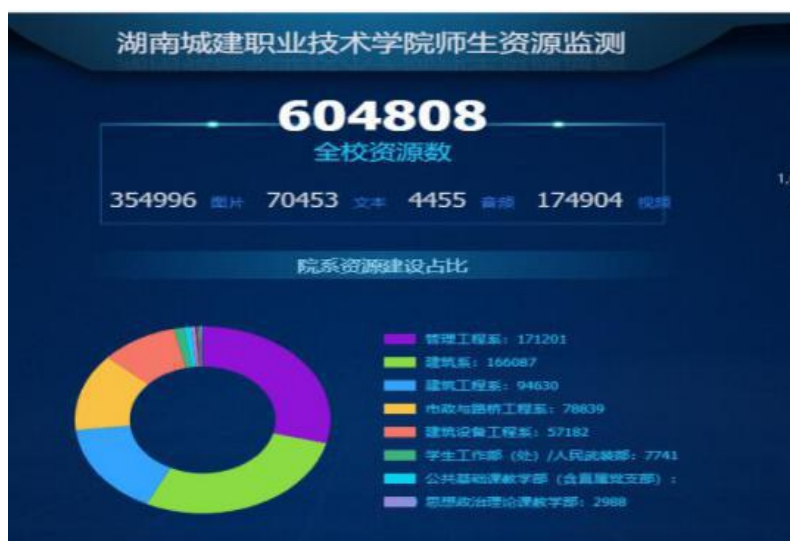 湖南城建职业技术学院师生资源监测
604808
全校资源数
354996 图片 70453 文本 4455 音频 174904 视频
1,
院系资源建设占比
管理工程系：171201
建筑系：166087
建筑工程系：94630
市政与路桥工程系：78839
建筑设备工程系：57182
学生工作部（处）/人民武装部：7741
公共基础课教学部（含直属党支部）：
思想政治理论课教学部：2988